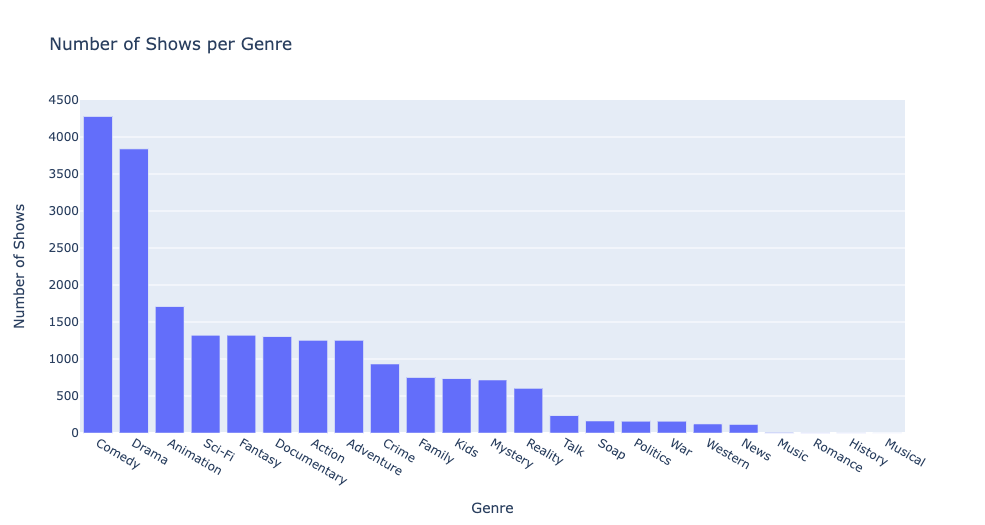 Number of Shows per Genre
Number of Shows
4500
4000
3500
3000
2500
2000
1500
1000
500
0
Comedy
Drama
Animation
Sci-Fi
Fantasy
Documentary
Action
Adventure
Crime
Family
Kids
Mystery
Reality
Talk
Soap
Politics
War
Western
News
Music
Romance
History
Musical
Genre